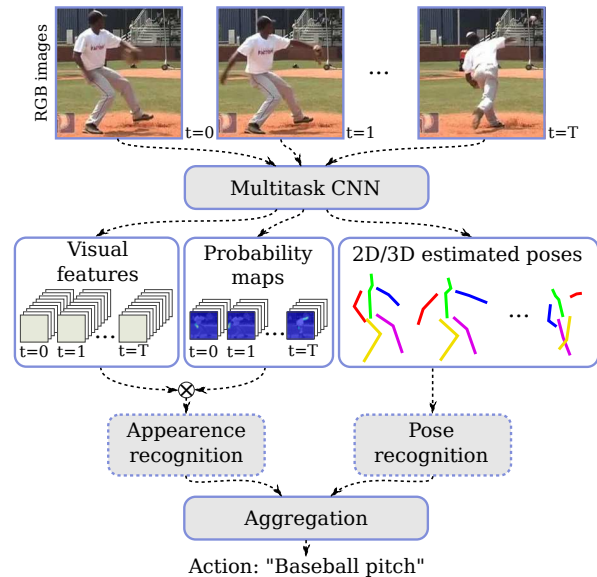 RGB images
t=0
t=1
...
t=T
Multitask CNN
Visual
features
t=0
t=1
...
t=T
Probability
maps
t=0
t=1
...
t=T
2D/3D estimated poses
...
Appearence
recognition
Pose
recognition
Aggregation
Action: "Baseball pitch"